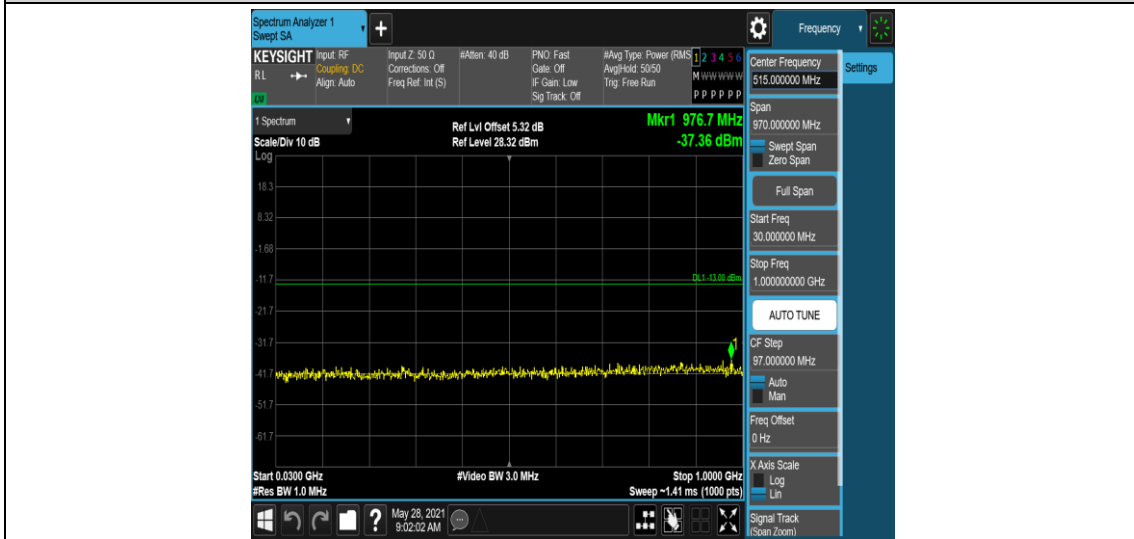 Spectrum Analyzer 1
Swept SA
+
Frequency
KEYSIGHT
RL
Input: RF
Coupling: DC
Align: Auto
Input Z: 50 Ω
Corrections: Off
Freq Ref: Int (S)
#Atten: 40 dB
PNO: Fast
Gate: Off
IF Gain: Low
Sig Track: Off
#Avg Type: Power (RMS
Avg|Hold: 50/50
Trig: Free Run
1 2 3 4 5 6
M W W W W W
P P P P P P
1 Spectrum
Scale/Div 10 dB
Log
Ref Lvl Offset 5.32 dB
Ref Level 28.32 dBm
Mkr1 976.7 MHz
-37.36 dBm
18.3
8.32
-1.68
-11.7
DL1 -13.00 dBm
-21.7
-31.7
1
-41.7
-51.7
-61.7
Start 0.0300 GHz
#Res BW 1.0 MHz
#Video BW 3.0 MHz
Stop 1.0000 GHz
Sweep ~1.41 ms (1000 pts)
Center Frequency
515.000000 MHz
Settings
Span
970.000000 MHz
Swept Span
Zero Span
Full Span
Start Freq
30.000000 MHz
Stop Freq
1.000000000 GHz
AUTO TUNE
CF Step
97.000000 MHz
Auto
Man
Freq Offset
0 Hz
X Axis Scale
Log
Lin
Signal Track
(Span Zoom)
?
May 28, 2021
9:02:02 AM